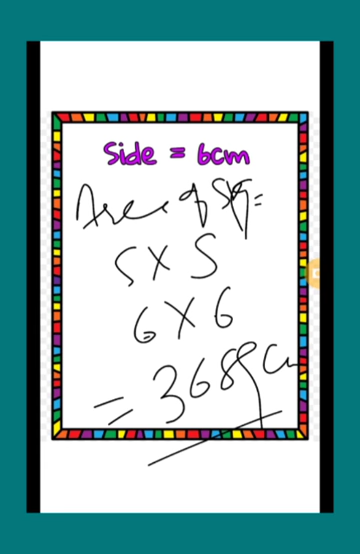 Side = 6cm
Area of Sq =
S X S
6 X 6
= 36 sq cm